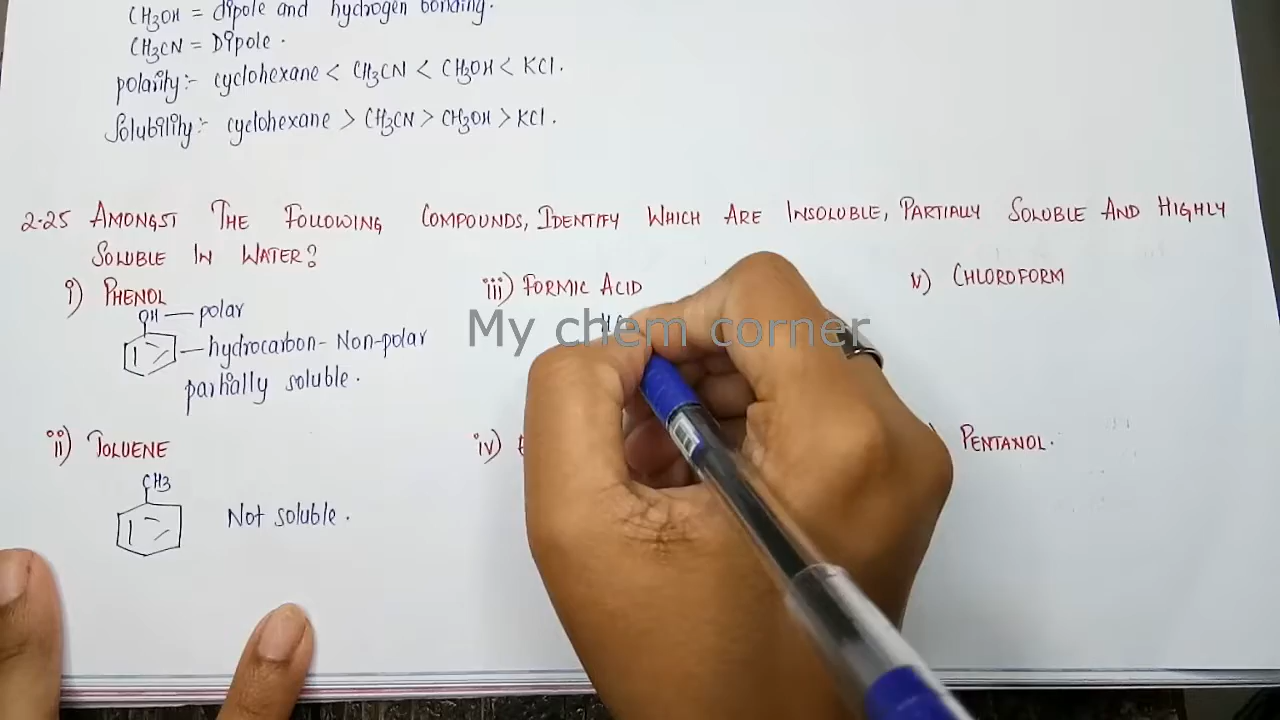 CH3OH = dipole and hydrogen bonding.
CH3CN = Dipole.
polarity:- cyclohexane < CH3CN < CH3OH < KCl.
Solubility:- cyclohexane > CH3CN > CH3OH > KCl.
2.25 AMONGST THE FOLLOWING COMPOUNDS, IDENTIFY WHICH ARE INSOLUBLE, PARTIALLY SOLUBLE AND HIGHLY
SOLUBLE IN WATER?
i) PHENOL
OH — polar
— hydrocarbon - Non-polar
partially soluble.
ii) TOLUENE
CH3
Not soluble.
iii) FORMIC ACID
My chem corner
iv)
v) CHLOROFORM
PENTANOL.